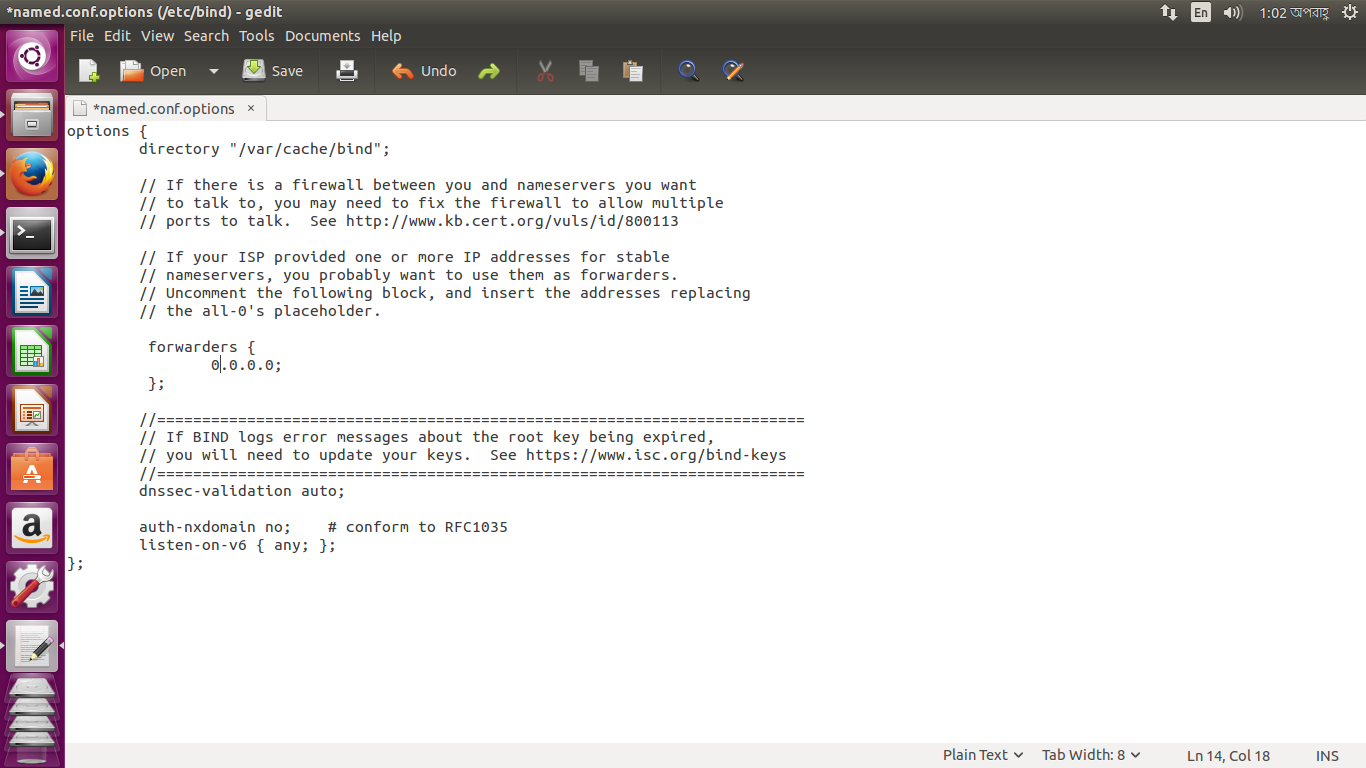 *named.conf.options (/etc/bind) - gedit
En
1:02 অপরাহ্ণ
File Edit View Search Tools Documents Help
Open Save Undo
*named.conf.options ×
options {
        directory "/var/cache/bind";

        // If there is a firewall between you and nameservers you want
        // to talk to, you may need to fix the firewall to allow multiple
        // ports to talk.  See http://www.kb.cert.org/vuls/id/800113

        // If your ISP provided one or more IP addresses for stable
        // nameservers, you probably want to use them as forwarders.
        // Uncomment the following block, and insert the addresses replacing
        // the all-0's placeholder.

         forwarders {
                0.0.0.0;
         };

        //========================================================================
        // If BIND logs error messages about the root key being expired,
        // you will need to update your keys.  See https://www.isc.org/bind-keys
        //========================================================================
        dnssec-validation auto;

        auth-nxdomain no;    # conform to RFC1035
        listen-on-v6 { any; };
};
Plain Text Tab Width: 8 Ln 14, Col 18 INS